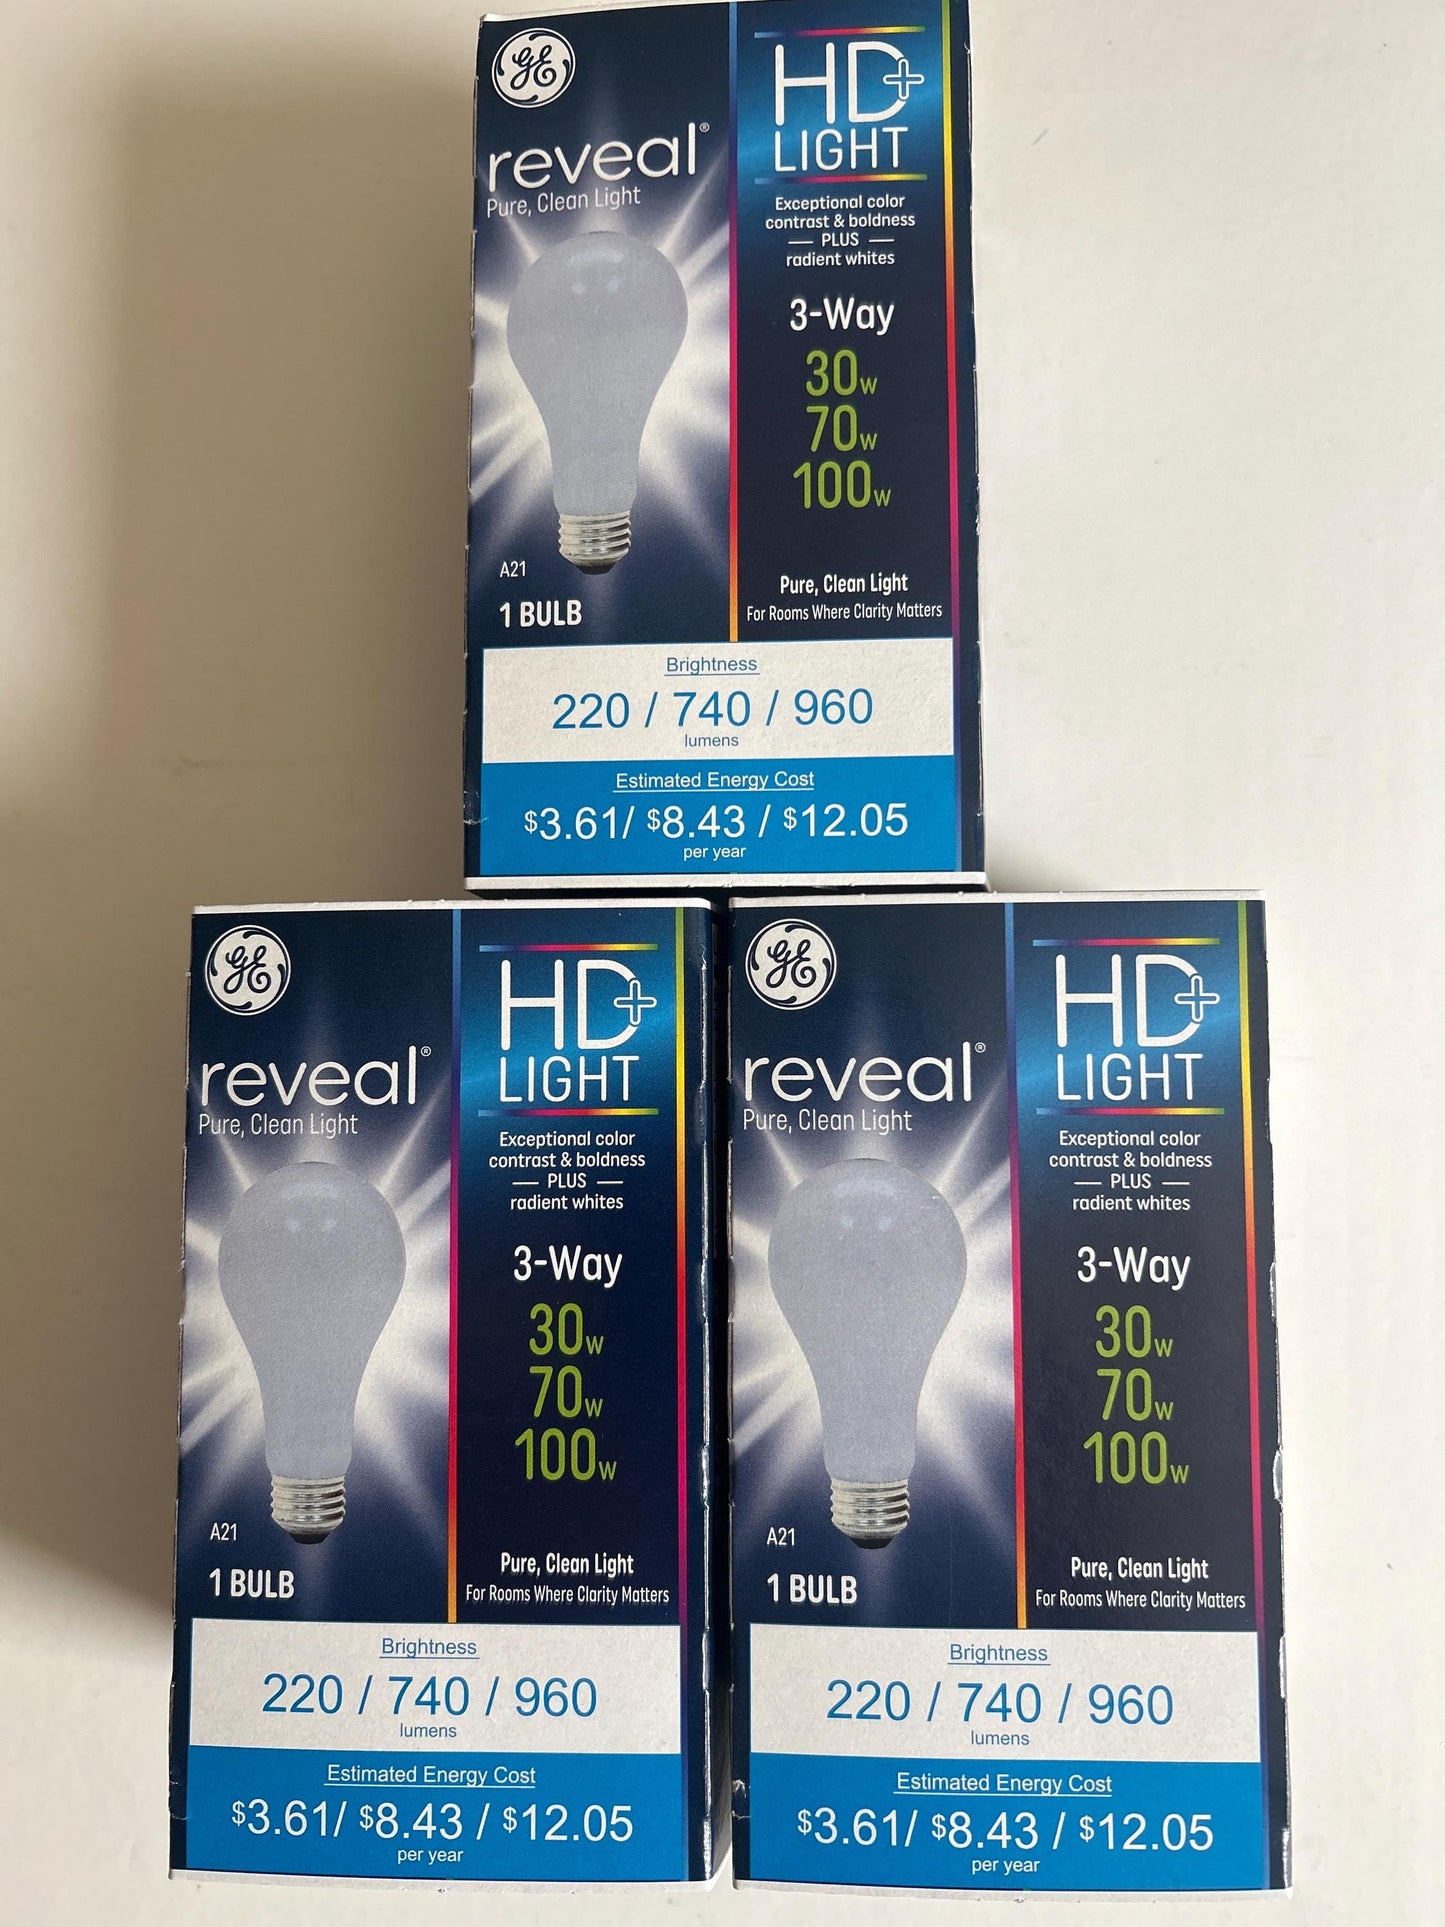 GE
reveal®
Pure, Clean Light
HD+
LIGHT
Exceptional color
contrast & boldness
— PLUS —
radient whites
3-Way
30w
70w
100w
A21
1 BULB
Pure, Clean Light
For Rooms Where Clarity Matters
Brightness
220 / 740 / 960
lumens
Estimated Energy Cost
$3.61/ $8.43 / $12.05
per year
GE
reveal®
Pure, Clean Light
HD+
LIGHT
Exceptional color
contrast & boldness
— PLUS —
radient whites
3-Way
30w
70w
100w
A21
1 BULB
Pure, Clean Light
For Rooms Where Clarity Matters
Brightness
220 / 740 / 960
lumens
Estimated Energy Cost
$3.61/ $8.43 / $12.05
per year
GE
reveal®
Pure, Clean Light
HD+
LIGHT
Exceptional color
contrast & boldness
— PLUS —
radient whites
3-Way
30w
70w
100w
A21
1 BULB
Pure, Clean Light
For Rooms Where Clarity Matters
Brightness
220 / 740 / 960
lumens
Estimated Energy Cost
$3.61/ $8.43 / $12.05
per year